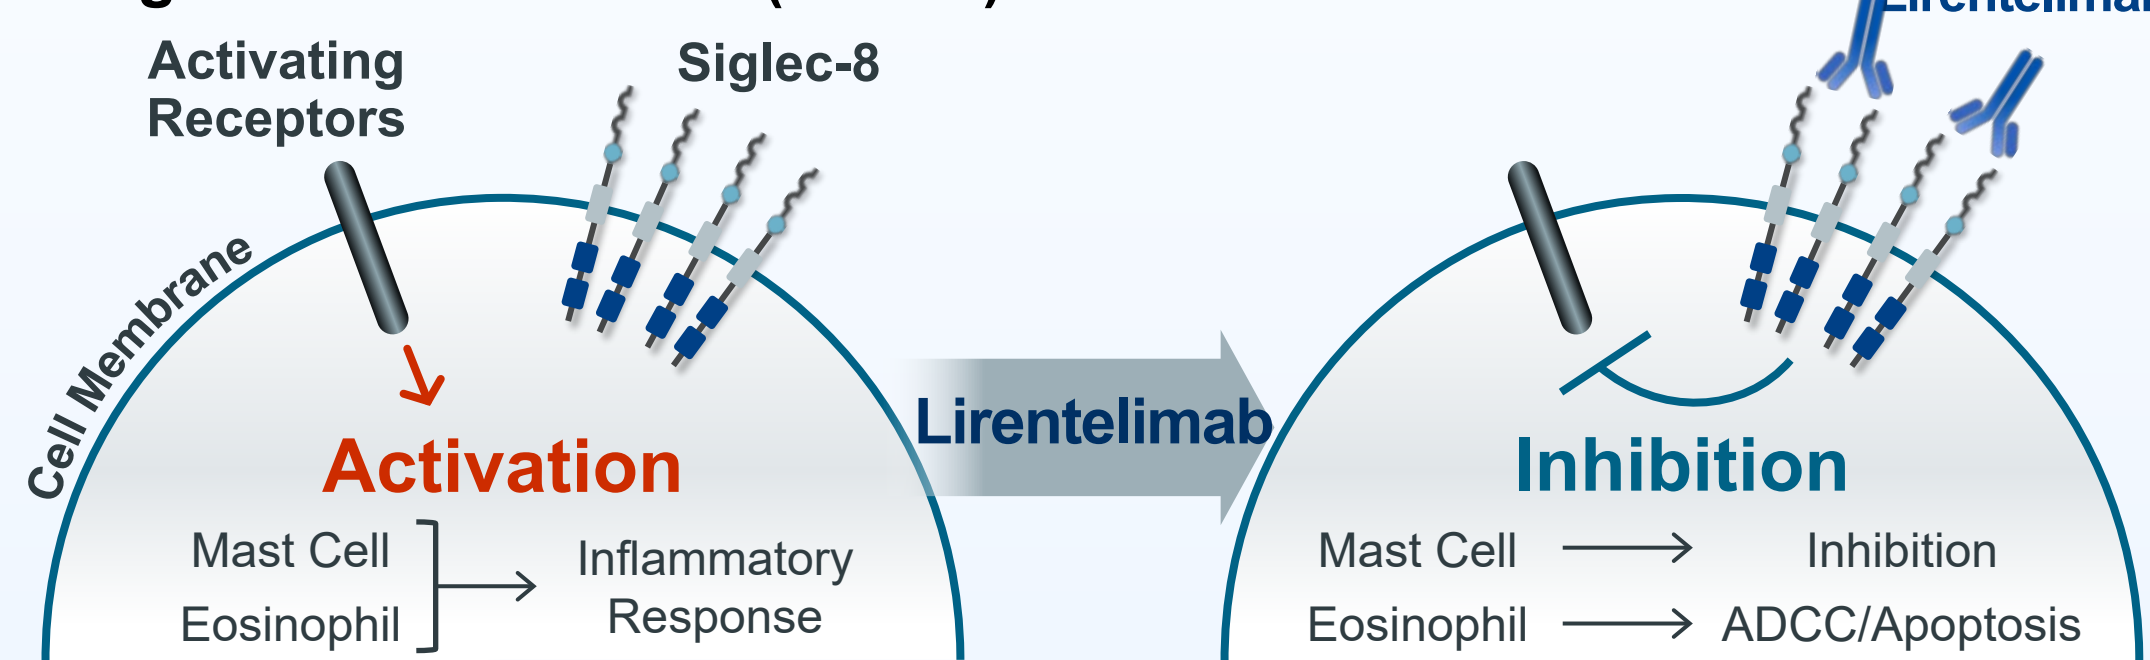 Lirentelimab
Activating
Receptors
Siglec-8
Cell Membrane
Lirentelimab
Activation
Mast Cell
Eosinophil
Inflammatory
Response
Inhibition
Mast Cell
Inhibition
Eosinophil
ADCC/Apoptosis